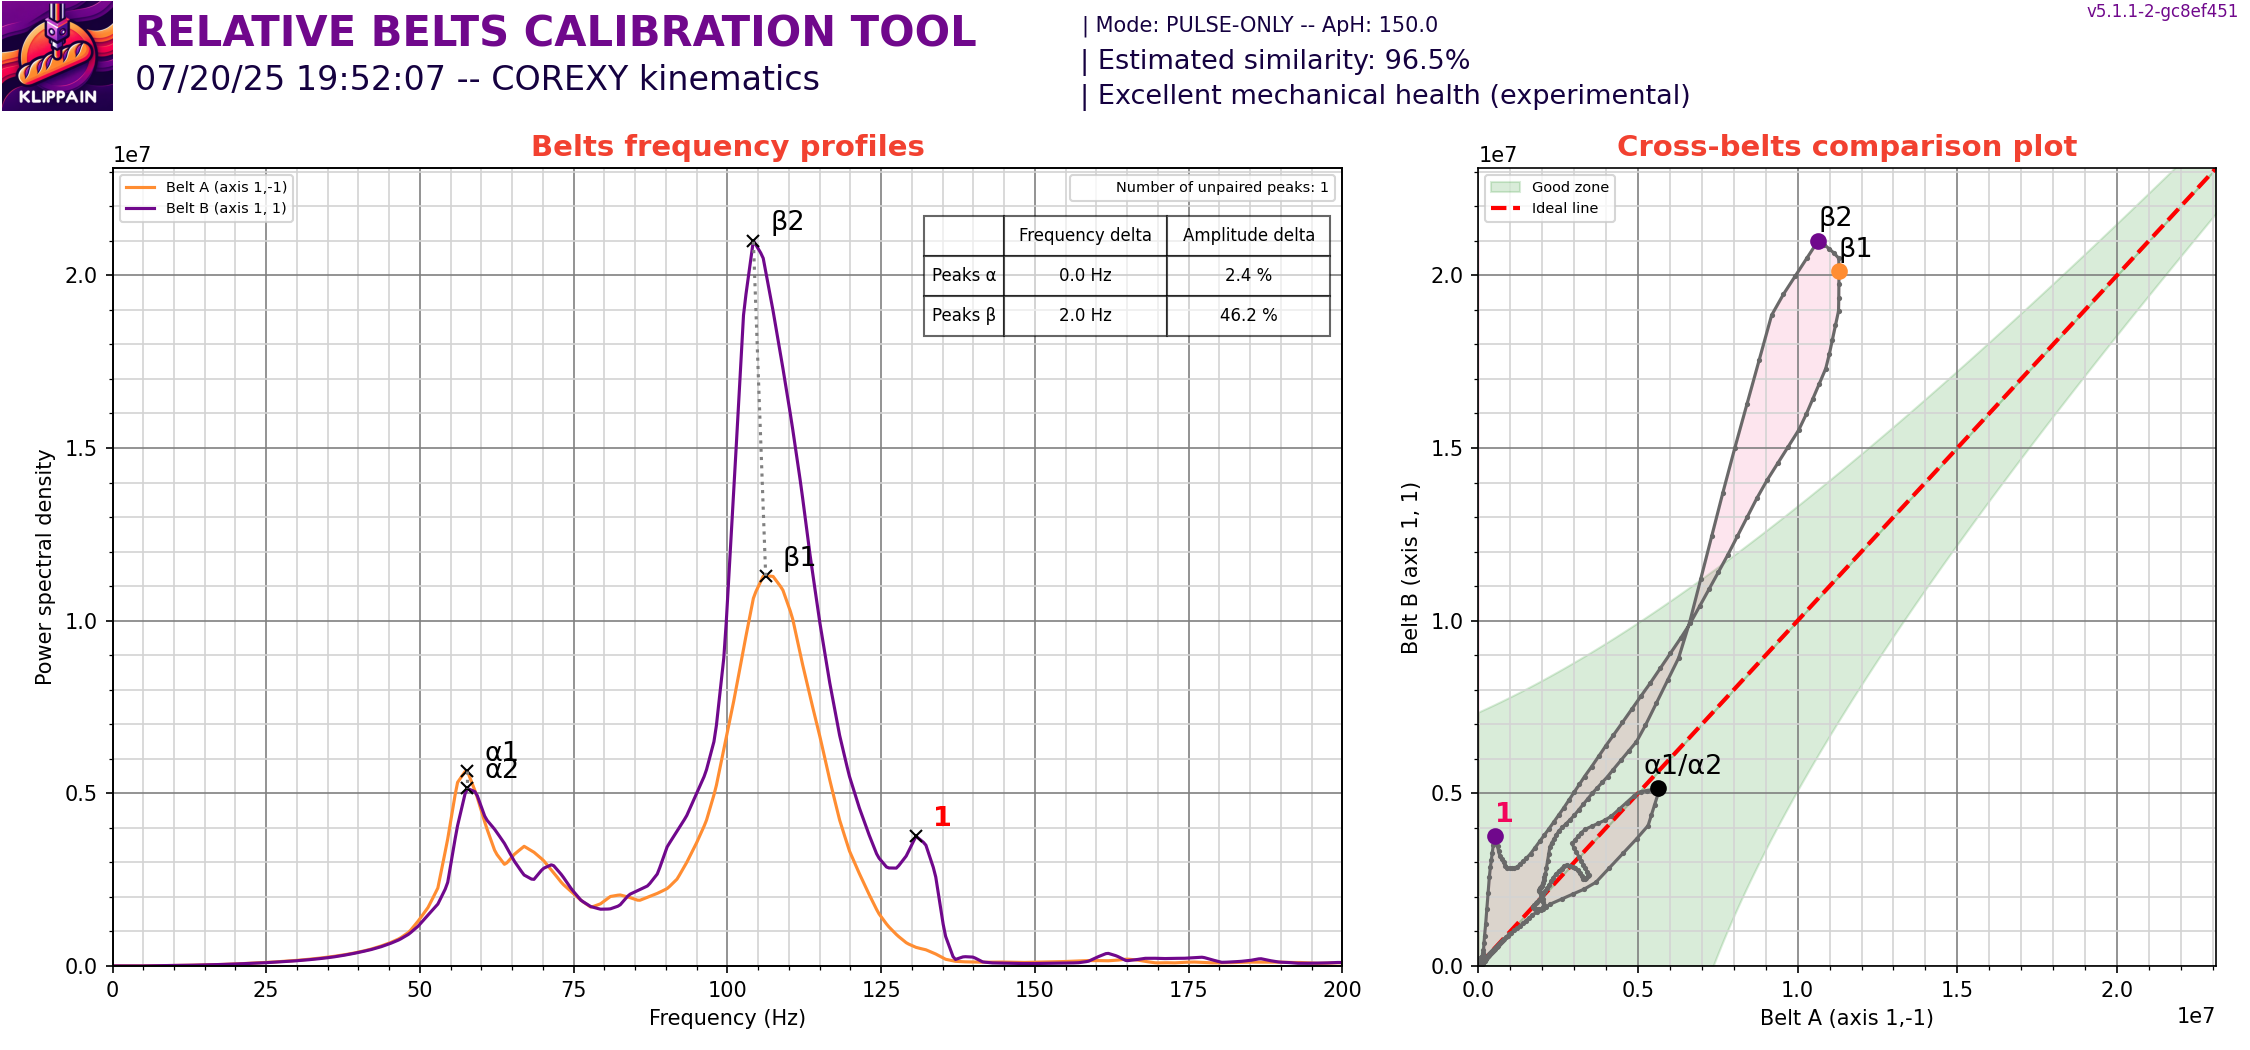 KLIPPAIN
RELATIVE BELTS CALIBRATION TOOL
07/20/25 19:52:07 -- COREXY kinematics
| Mode: PULSE-ONLY -- ApH: 150.0
| Estimated similarity: 96.5%
| Excellent mechanical health (experimental)
v5.1.1-2-gc8ef451
Belts frequency profiles
1e7
Belt A (axis 1,-1)
Belt B (axis 1, 1)
Number of unpaired peaks: 1
Frequency delta Amplitude delta
Peaks α 0.0 Hz 2.4 %
Peaks β 2.0 Hz 46.2 %
β2
β1
α1
α2
1
2.0
1.5
1.0
0.5
0.0
Power spectral density
0 25 50 75 100 125 150 175 200
Frequency (Hz)
Cross-belts comparison plot
1e7
Good zone
Ideal line
β2
β1
α1/α2
1
2.0
1.5
1.0
0.5
0.0
Belt B (axis 1, 1)
0.0 0.5 1.0 1.5 2.0
Belt A (axis 1,-1)
1e7